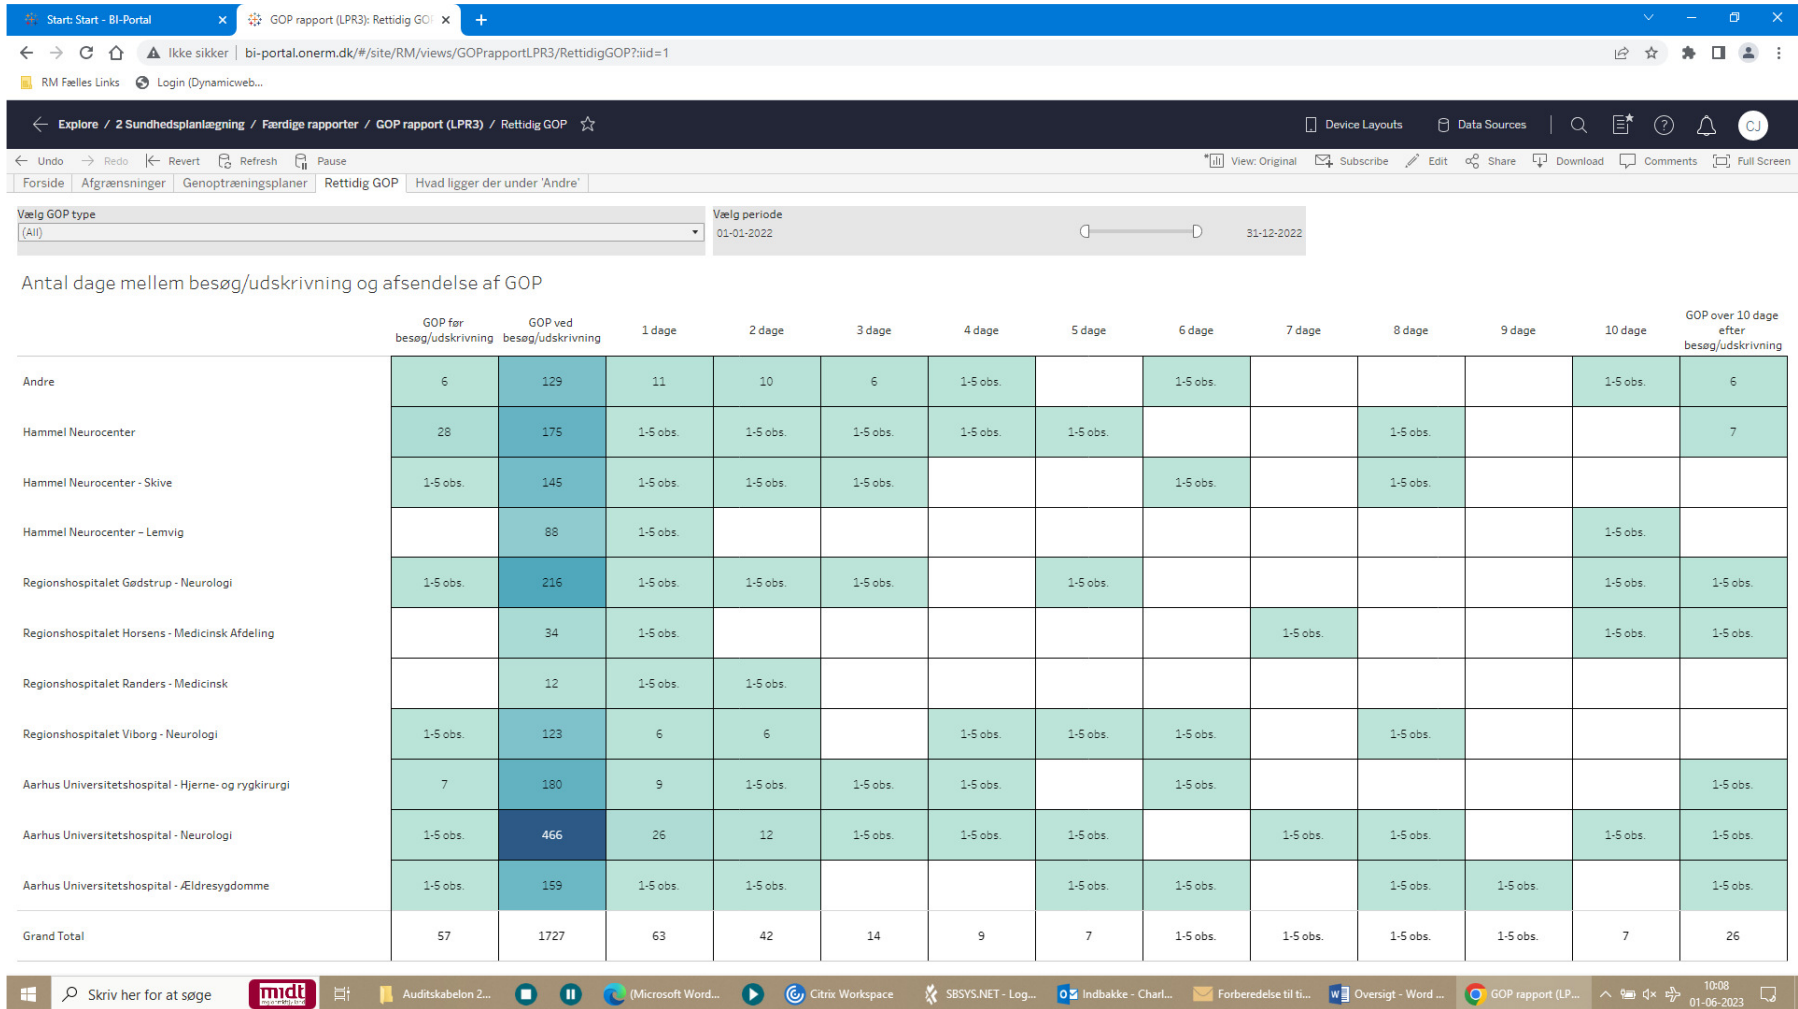 Start: Start - BI-Portal
GOP rapport (LPR3): Rettidig GOP
Ikke sikker | bi-portal.onerm.dk/#/site/RM/views/GOPrapportLPR3/RettidigGOP?:iid=1
RM Fælles Links Login (Dynamicweb...
Explore / 2 Sundhedsplanlægning / Færdige rapporter / GOP rapport (LPR3) / Rettidig GOP Device Layouts Data Sources CJ
Undo Redo Revert Refresh Pause View: Original Subscribe Edit Share Download Comments Full Screen
Forside Afgrænsninger Genoptræningsplaner Rettidig GOP Hvad ligger der under 'Andre'
Vælg GOP type Vælg periode
(All) 01-01-2022 31-12-2022
Antal dage mellem besøg/udskrivning og afsendelse af GOP
GOP før besøg/udskrivning GOP ved besøg/udskrivning 1 dage 2 dage 3 dage 4 dage 5 dage 6 dage 7 dage 8 dage 9 dage 10 dage GOP over 10 dage efter besøg/udskrivning
Andre 6 129 11 10 6 1-5 obs. 1-5 obs. 1-5 obs. 6
Hammel Neurocenter 28 175 1-5 obs. 1-5 obs. 1-5 obs. 1-5 obs. 1-5 obs. 1-5 obs. 7
Hammel Neurocenter - Skive 1-5 obs. 145 1-5 obs. 1-5 obs. 1-5 obs. 1-5 obs. 1-5 obs.
Hammel Neurocenter – Lemvig 88 1-5 obs. 1-5 obs.
Regionshospitalet Gødstrup - Neurologi 1-5 obs. 216 1-5 obs. 1-5 obs. 1-5 obs. 1-5 obs. 1-5 obs. 1-5 obs.
Regionshospitalet Horsens - Medicinsk Afdeling 34 1-5 obs. 1-5 obs. 1-5 obs. 1-5 obs.
Regionshospitalet Randers - Medicinsk 12 1-5 obs. 1-5 obs.
Regionshospitalet Viborg - Neurologi 1-5 obs. 123 6 6 1-5 obs. 1-5 obs. 1-5 obs. 1-5 obs.
Aarhus Universitetshospital - Hjerne- og rygkirurgi 7 180 9 1-5 obs. 1-5 obs. 1-5 obs. 1-5 obs. 1-5 obs.
Aarhus Universitetshospital - Neurologi 1-5 obs. 466 26 12 1-5 obs. 1-5 obs. 1-5 obs. 1-5 obs. 1-5 obs. 1-5 obs. 1-5 obs.
Aarhus Universitetshospital - Ældresygdomme 1-5 obs. 159 1-5 obs. 1-5 obs. 1-5 obs. 1-5 obs. 1-5 obs. 1-5 obs. 1-5 obs.
Grand Total 57 1727 63 42 14 9 7 1-5 obs. 1-5 obs. 1-5 obs. 1-5 obs. 7 26
Skriv her for at søge midt Auditskabelon 2... (Microsoft Word... Citrix Workspace SBSYS.NET - Log... Indbakke - Charl... Forberedelse til ti... Oversigt - Word ... GOP rapport (LP... 10:08
01-06-2023